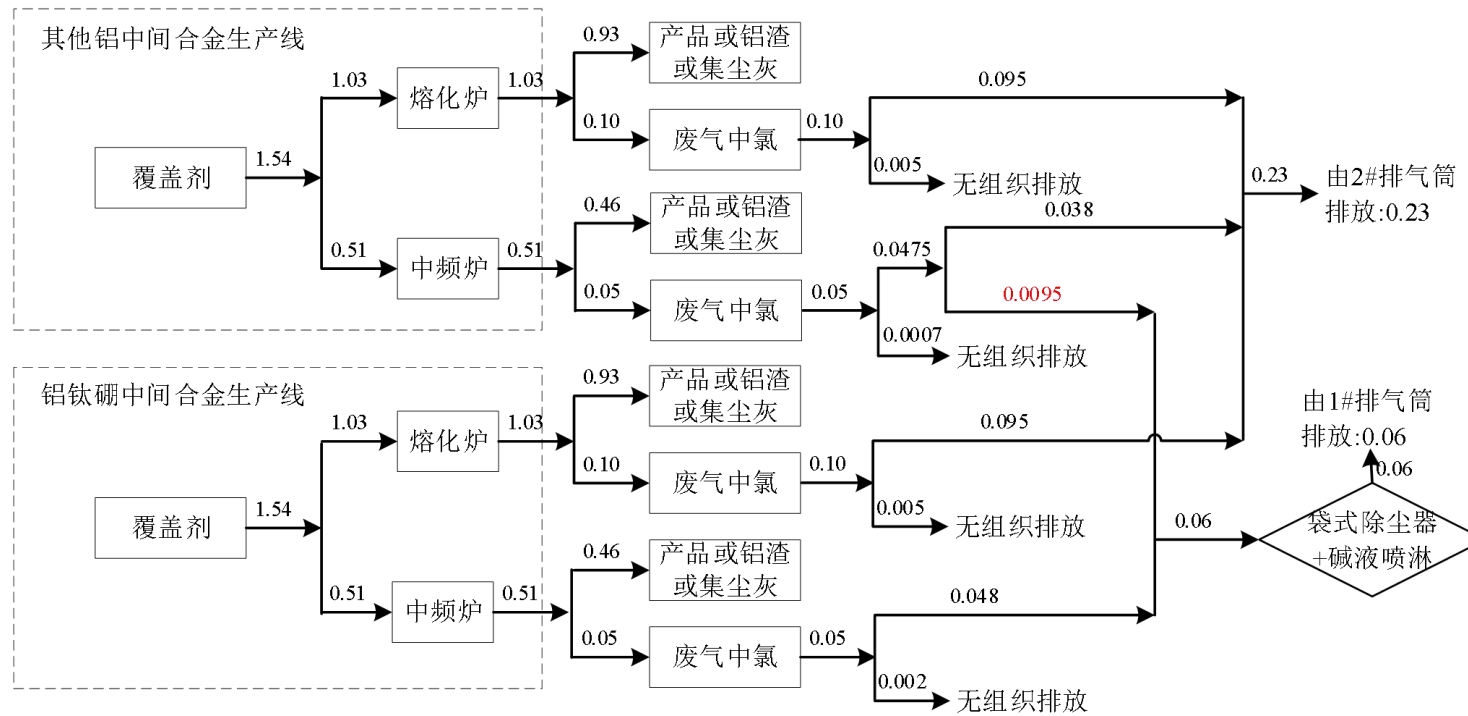 其他铝中间合金生产线
覆盖剂
1.54
1.03
熔化炉
1.03
0.93
产品或铝渣
或集尘灰
0.10
废气中氯
0.10
0.095
0.005
无组织排放
0.51
中频炉
0.51
0.46
产品或铝渣
或集尘灰
0.05
废气中氯
0.05
0.0475
0.038
0.0095
0.0007
无组织排放
0.23
由2#排气筒
排放:0.23
铝钛硼中间合金生产线
覆盖剂
1.54
1.03
熔化炉
1.03
0.93
产品或铝渣
或集尘灰
0.10
废气中氯
0.10
0.095
0.005
无组织排放
0.51
中频炉
0.51
0.46
产品或铝渣
或集尘灰
0.05
废气中氯
0.05
0.048
0.002
无组织排放
0.06
袋式除尘器
+碱液喷淋
0.06
由1#排气筒
排放:0.06